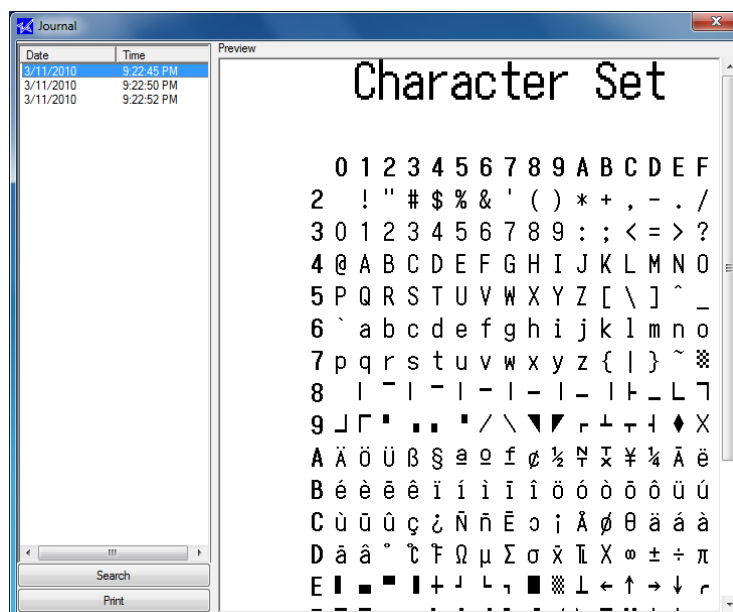 Journal
Date Time
3/11/2010 9:22:45 PM
3/11/2010 9:22:50 PM
3/11/2010 9:22:52 PM
Search
Print
Preview
Character Set
0 1 2 3 4 5 6 7 8 9 A B C D E F
2 ! " # $ % & ' ( ) * + , - . /
3 0 1 2 3 4 5 6 7 8 9 : ; < = > ?
4 @ A B C D E F G H I J K L M N O
5 P Q R S T U V W X Y Z [ \ ] ^ _
6 ` a b c d e f g h i j k l m n o
7 p q r s t u v w x y z { | } ~ ▒
8
9 ┘ ┌ / \ ┌ ┴ ┬ ┤ ♦ X
A Ä Ö Ü ß § a o f ¢ ½ ¥ ¼ Ā ë
B é è ē ê ï í ì ī î ö ó ò ō ô ü ú
C ù ū û ç ¿ Ñ ñ Ē ɔ ¡ Å ø θ ä á à
D ā â ° Ω µ Σ σ x̄ X ∞ ± ÷ π
E ← ↑ → ↓